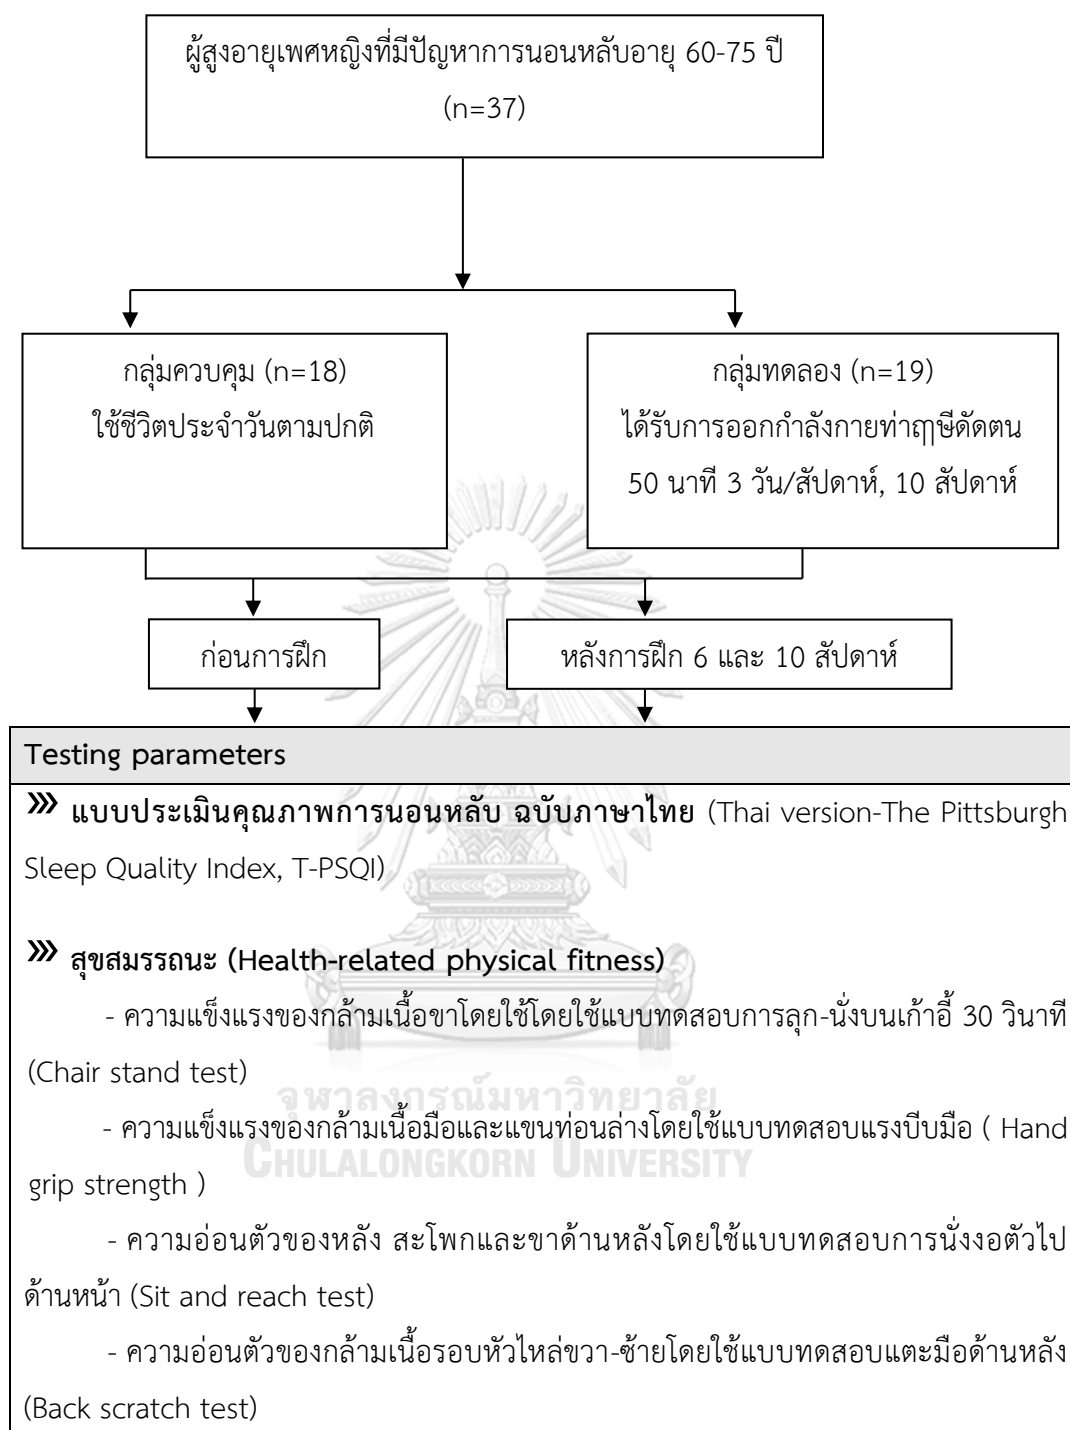 ผู้สูงอายุเพศหญิงที่มีปัญหาการนอนหลับอายุ 60-75 ปี
(n=37)
กลุ่มควบคุม (n=18)
ใช้ชีวิตประจำวันตามปกติ
กลุ่มทดลอง (n=19)
ได้รับการออกกำลังกายท่าฤๅษีดัดตน
50 นาที 3 วัน/สัปดาห์, 10 สัปดาห์
ก่อนการฝึก
หลังการฝึก 6 และ 10 สัปดาห์
Testing parameters
แบบประเมินคุณภาพการนอนหลับ ฉบับภาษาไทย (Thai version-The Pittsburgh
Sleep Quality Index, T-PSQI)
สุขสมรรถนะ (Health-related physical fitness)
- ความแข็งแรงของกล้ามเนื้อขาโดยใช้โดยใช้แบบทดสอบการลุก-นั่งบนเก้าอี้ 30 วินาที
(Chair stand test)
จุฬาลงกรณ์มหาวิทยาลัย
- ความแข็งแรงของกล้ามเนื้อมือและแขนท่อนล่างโดยใช้แบบทดสอบแรงบีบมือ ( Hand
CHULALONGKORN UNIVERSITY
grip strength )
- ความอ่อนตัวของหลัง สะโพกและขาด้านหลังโดยใช้แบบทดสอบการนั่งงอตัวไป
ด้านหน้า (Sit and reach test)
- ความอ่อนตัวของกล้ามเนื้อรอบหัวไหล่ขวา-ซ้ายโดยใช้แบบทดสอบแตะมือด้านหลัง
(Back scratch test)